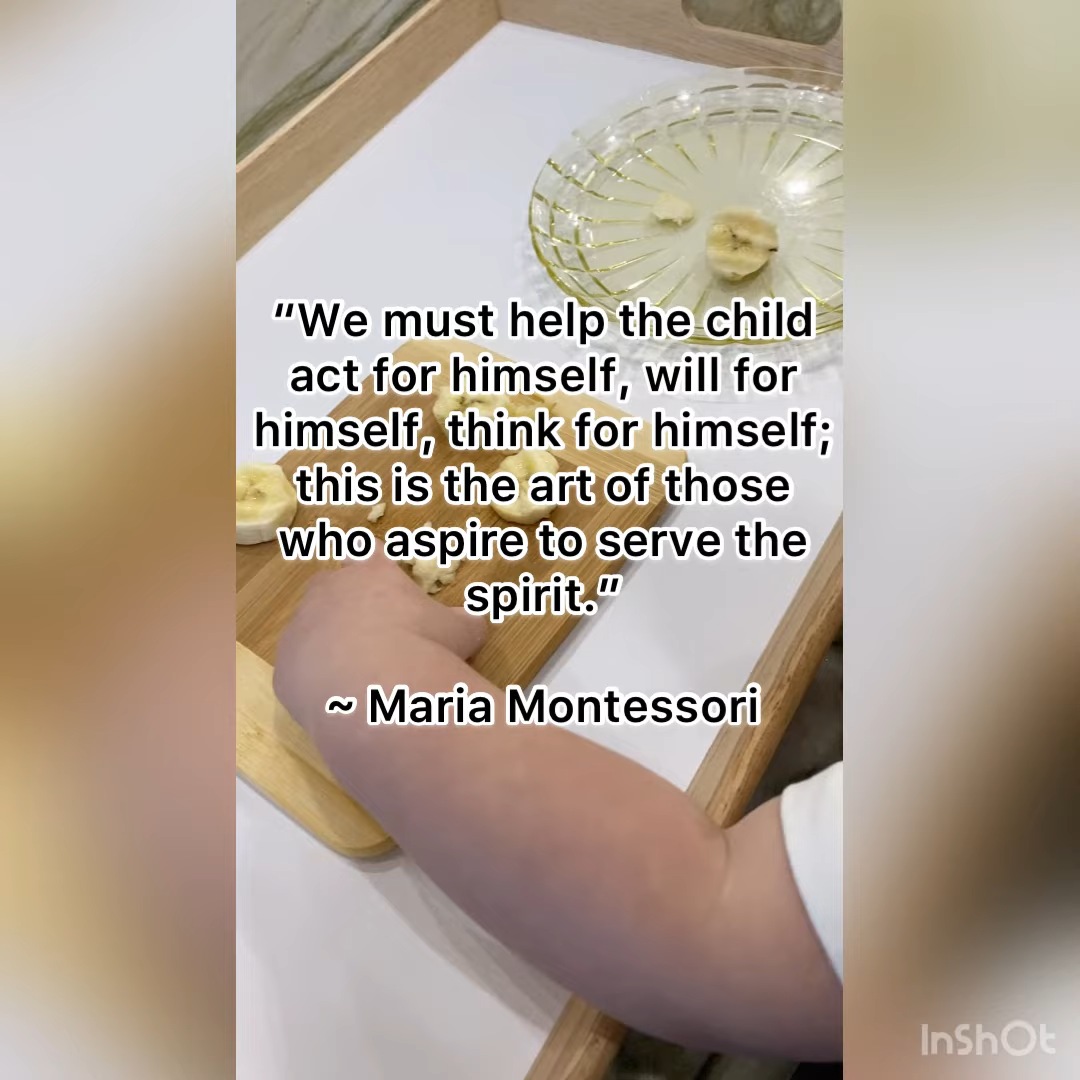 “We must help the child
act for himself, will for
himself, think for himself;
this is the art of those
who aspire to serve the
spirit.”
~ Maria Montessori
InShOt